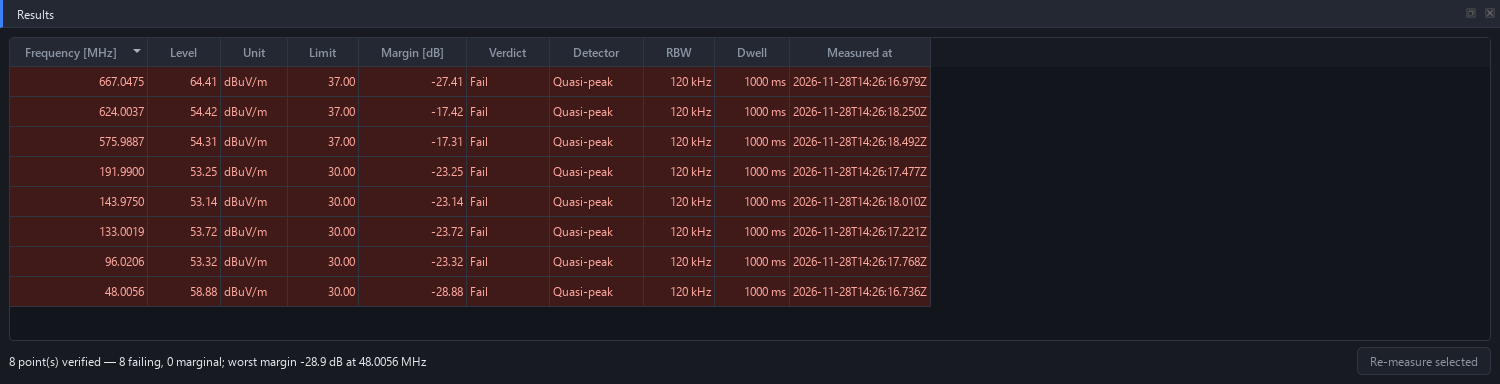 Results
Frequency [MHz] Level Unit Limit Margin [dB] Verdict Detector RBW Dwell Measured at
667.0475 64.41 dBuV/m 37.00 -27.41 Fail Quasi-peak 120 kHz 1000 ms 2026-11-28T14:26:16.979Z
624.0037 54.42 dBuV/m 37.00 -17.42 Fail Quasi-peak 120 kHz 1000 ms 2026-11-28T14:26:18.250Z
575.9887 54.31 dBuV/m 37.00 -17.31 Fail Quasi-peak 120 kHz 1000 ms 2026-11-28T14:26:18.492Z
191.9900 53.25 dBuV/m 30.00 -23.25 Fail Quasi-peak 120 kHz 1000 ms 2026-11-28T14:26:17.477Z
143.9750 53.14 dBuV/m 30.00 -23.14 Fail Quasi-peak 120 kHz 1000 ms 2026-11-28T14:26:18.010Z
133.0019 53.72 dBuV/m 30.00 -23.72 Fail Quasi-peak 120 kHz 1000 ms 2026-11-28T14:26:17.221Z
96.0206 53.32 dBuV/m 30.00 -23.32 Fail Quasi-peak 120 kHz 1000 ms 2026-11-28T14:26:17.768Z
48.0056 58.88 dBuV/m 30.00 -28.88 Fail Quasi-peak 120 kHz 1000 ms 2026-11-28T14:26:16.736Z
8 point(s) verified — 8 failing, 0 marginal; worst margin -28.9 dB at 48.0056 MHz
Re-measure selected